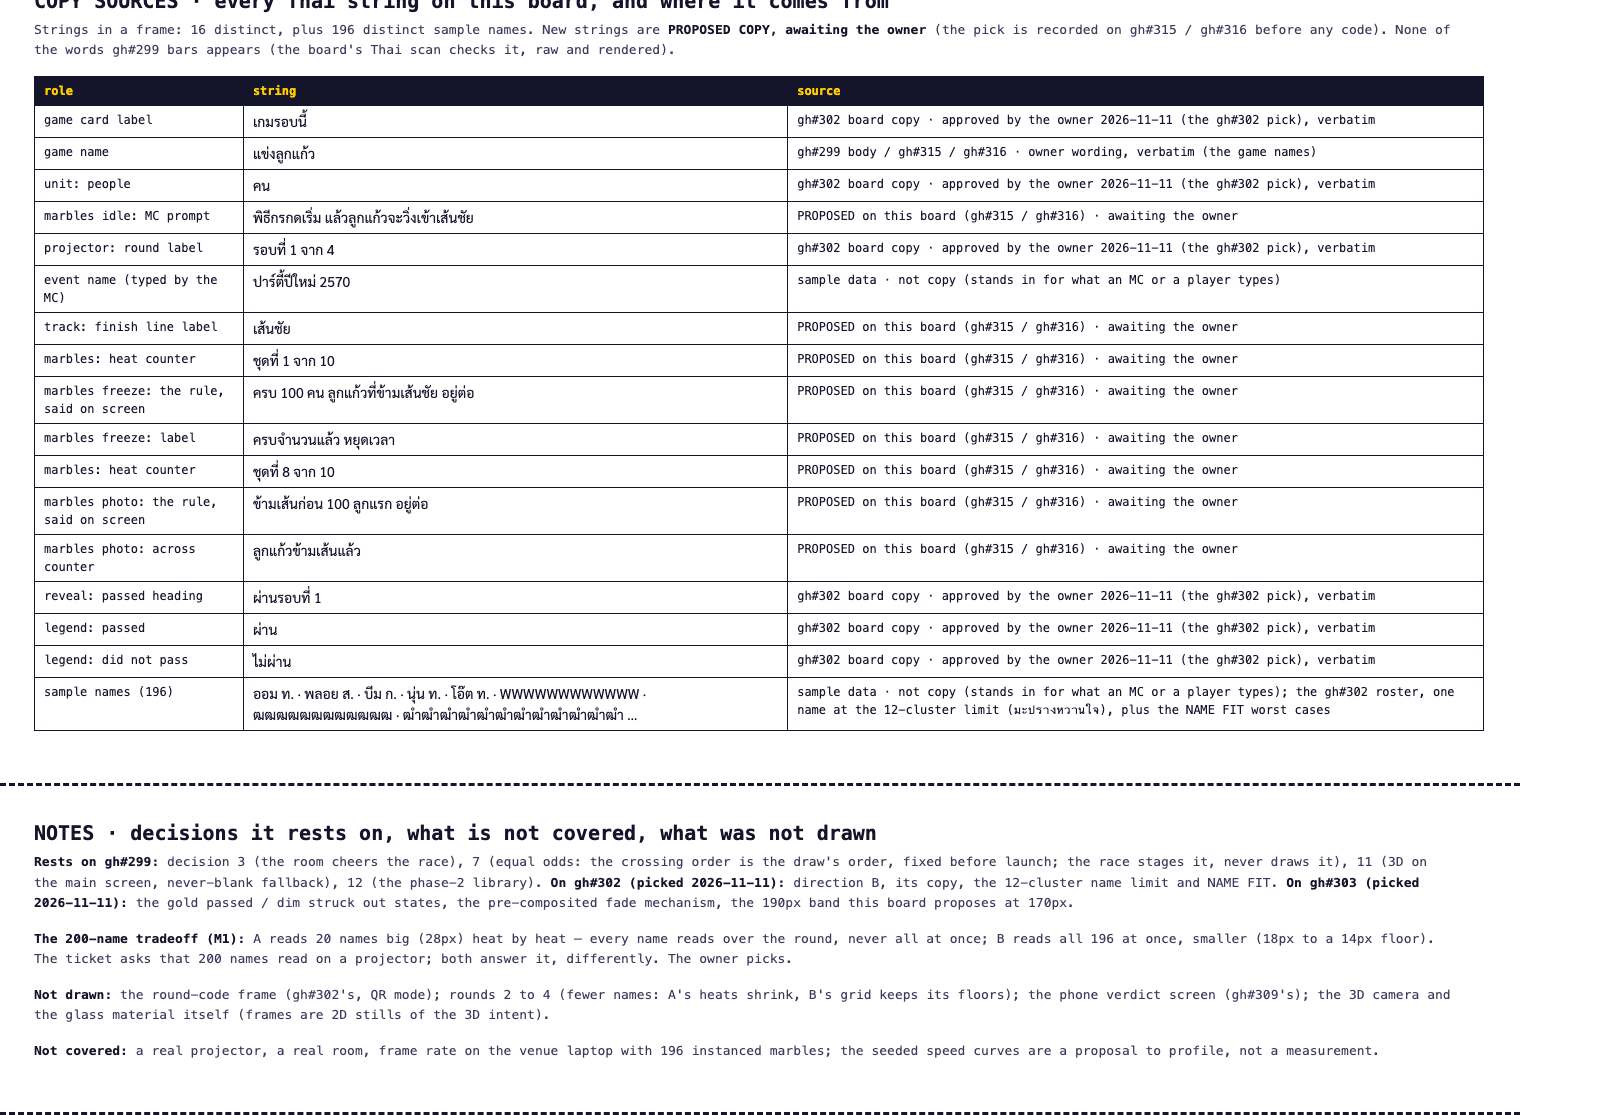 COPY SOURCES · every Thai string on this board, and where it comes from
Strings in a frame: 16 distinct, plus 196 distinct sample names. New strings are PROPOSED COPY, awaiting the owner (the pick is recorded on gh#315 / gh#316 before any code). None of
the words gh#299 bars appears (the board's Thai scan checks it, raw and rendered).
role string source
game card label เกมรอบนี้ gh#302 board copy · approved by the owner 2026-11-11 (the gh#302 pick), verbatim
game name แข่งลูกแก้ว gh#299 body / gh#315 / gh#316 · owner wording, verbatim (the game names)
unit: people คน gh#302 board copy · approved by the owner 2026-11-11 (the gh#302 pick), verbatim
marbles idle: MC prompt พิธีกรกดเริ่ม แล้วลูกแก้วจะวิ่งเข้าเส้นชัย PROPOSED on this board (gh#315 / gh#316) · awaiting the owner
projector: round label รอบที่ 1 จาก 4 gh#302 board copy · approved by the owner 2026-11-11 (the gh#302 pick), verbatim
event name (typed by the ปาร์ตี้ปีใหม่ 2570 sample data · not copy (stands in for what an MC or a player types)
MC)
track: finish line label เส้นชัย PROPOSED on this board (gh#315 / gh#316) · awaiting the owner
marbles: heat counter ชุดที่ 1 จาก 10 PROPOSED on this board (gh#315 / gh#316) · awaiting the owner
marbles freeze: the rule, ครบ 100 คน ลูกแก้วที่ข้ามเส้นชัย อยู่ต่อ PROPOSED on this board (gh#315 / gh#316) · awaiting the owner
said on screen
marbles freeze: label ครบจำนวนแล้ว หยุดเวลา PROPOSED on this board (gh#315 / gh#316) · awaiting the owner
marbles: heat counter ชุดที่ 8 จาก 10 PROPOSED on this board (gh#315 / gh#316) · awaiting the owner
marbles photo: the rule, ข้ามเส้นก่อน 100 ลูกแรก อยู่ต่อ PROPOSED on this board (gh#315 / gh#316) · awaiting the owner
said on screen
marbles photo: across ลูกแก้วข้ามเส้นแล้ว PROPOSED on this board (gh#315 / gh#316) · awaiting the owner
counter
reveal: passed heading ผ่านรอบที่ 1 gh#302 board copy · approved by the owner 2026-11-11 (the gh#302 pick), verbatim
legend: passed ผ่าน gh#302 board copy · approved by the owner 2026-11-11 (the gh#302 pick), verbatim
legend: did not pass ไม่ผ่าน gh#302 board copy · approved by the owner 2026-11-11 (the gh#302 pick), verbatim
sample names (196) ออม ท. · พลอย ส. · บีม ก. · นุ่น ท. · โอ๊ต ท. · WWWWWWWWWWWW · sample data · not copy (stands in for what an MC or a player types); the gh#302 roster, one
name at the 12-cluster limit (มะปรางหวานใจ), plus the NAME FIT worst cases
NOTES · decisions it rests on, what is not covered, what was not drawn
Rests on gh#299: decision 3 (the room cheers the race), 7 (equal odds: the crossing order is the draw's order, fixed before launch; the race stages it, never draws it), 11 (3D on
the main screen, never-blank fallback), 12 (the phase-2 library). On gh#302 (picked 2026-11-11): direction B, its copy, the 12-cluster name limit and NAME FIT. On gh#303 (picked
2026-11-11): the gold passed / dim struck out states, the pre-composited fade mechanism, the 190px band this board proposes at 170px.
The 200-name tradeoff (M1): A reads 20 names big (28px) heat by heat — every name reads over the round, never all at once; B reads all 196 at once, smaller (18px to a 14px floor).
The ticket asks that 200 names read on a projector; both answer it, differently. The owner picks.
Not drawn: the round-code frame (gh#302's, QR mode); rounds 2 to 4 (fewer names: A's heats shrink, B's grid keeps its floors); the phone verdict screen (gh#309's); the 3D camera and
the glass material itself (frames are 2D stills of the 3D intent).
Not covered: a real projector, a real room, frame rate on the venue laptop with 196 instanced marbles; the seeded speed curves are a proposal to profile, not a measurement.